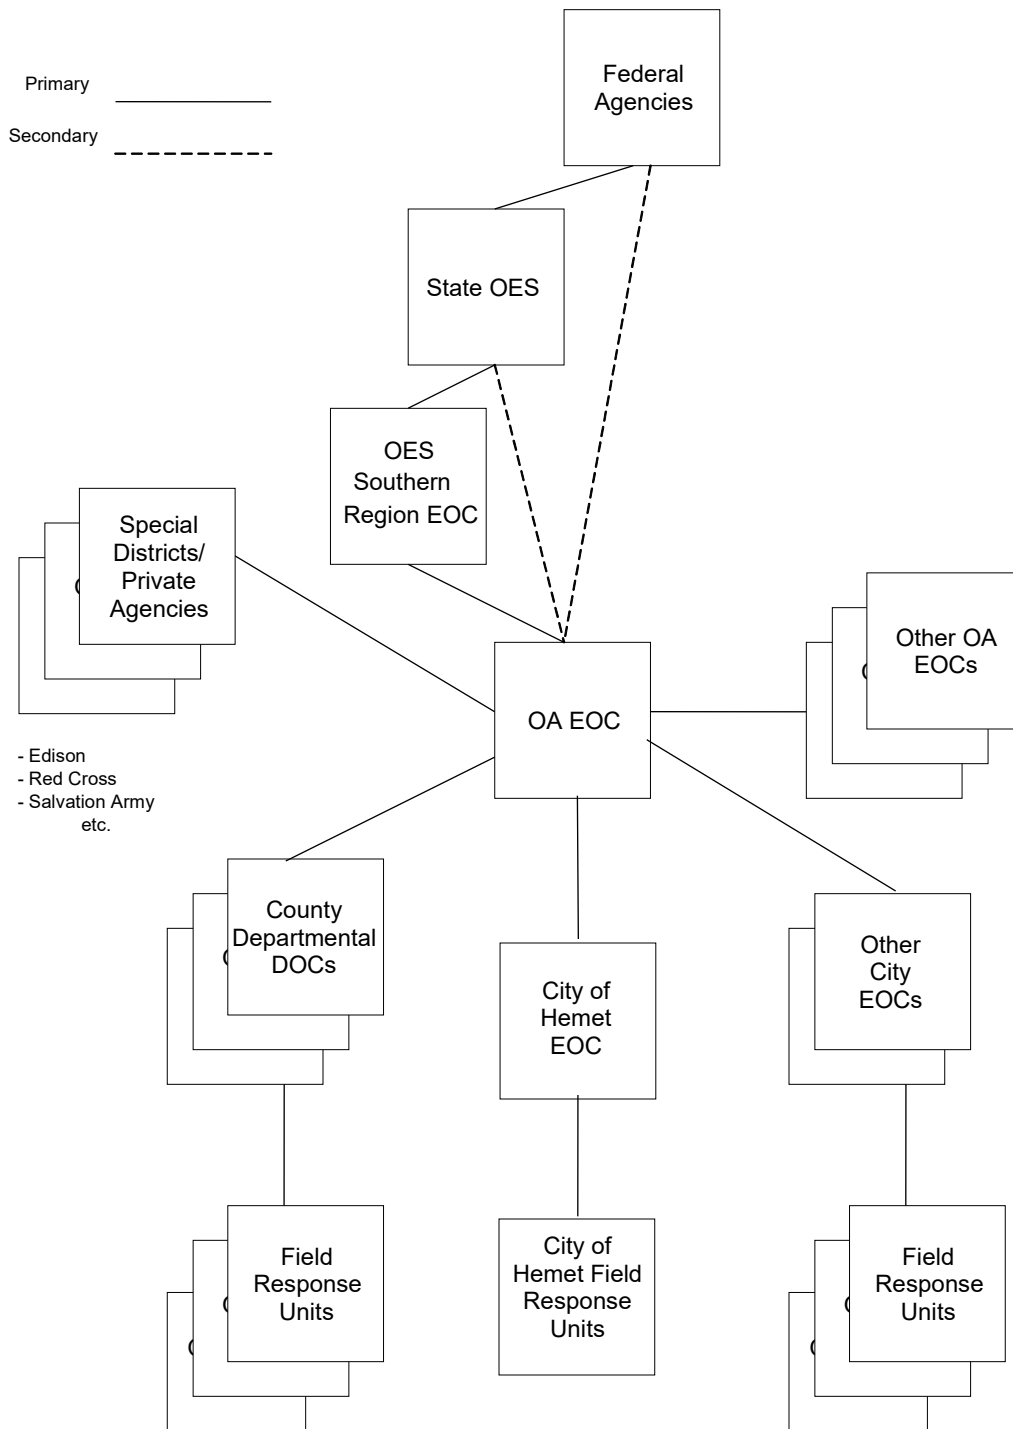 Primary
Secondary
Federal
Agencies
State OES
OES
Southern
Region EOC
Special
Districts/
Private
Agencies
Other OA
EOCs
OA EOC
- Edison
- Red Cross
- Salvation Army
etc.
County
Departmental
DOCs
City of
Hemet
EOC
Other
City
EOCs
Field
Response
Units
City of
Hemet Field
Response
Units
Field
Response
Units